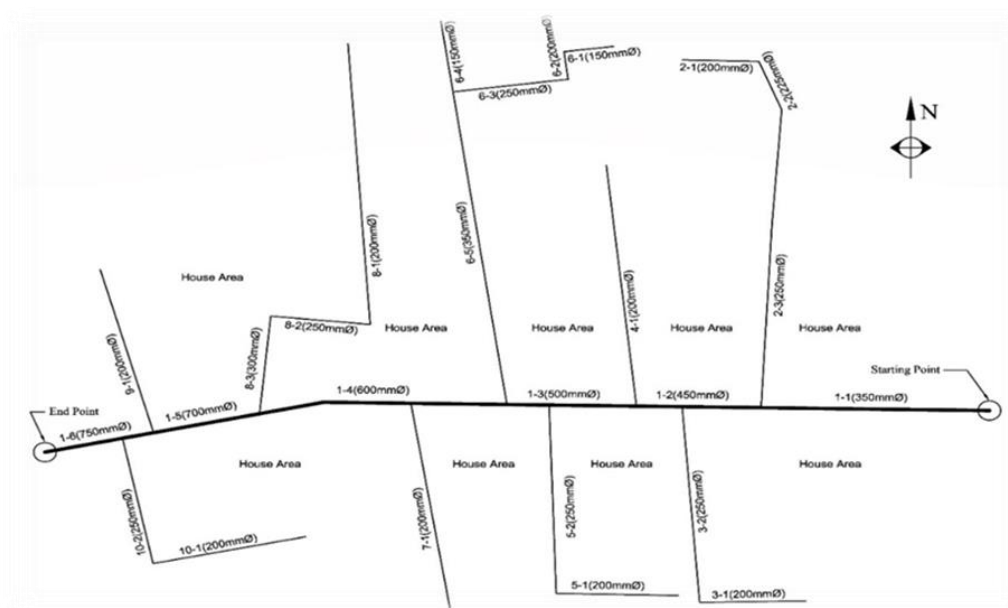 6-4(150mmØ)
6-2(200mmØ)
6-1(150mmØ)
6-3(250mmØ)
2-1(200mmØ)
2-2(225mmØ)
N
8-1(200mmØ)
6-5(350mmØ)
4-1(200mmØ)
2-3(250mmØ)
House Area
8-2(250mmØ)
House Area
House Area
House Area
House Area
9-1(200mmØ)
8-3(300mmØ)
Starting Point
1-4(600mmØ)
1-3(500mmØ)
1-2(450mmØ)
1-1(350mmØ)
End Point
1-5(700mmØ)
1-6(750mmØ)
House Area
House Area
House Area
House Area
10-2(250mmØ)
7-1(200mmØ)
5-2(250mmØ)
3-2(250mmØ)
10-1(200mmØ)
5-1(200mmØ)
3-1(200mmØ)